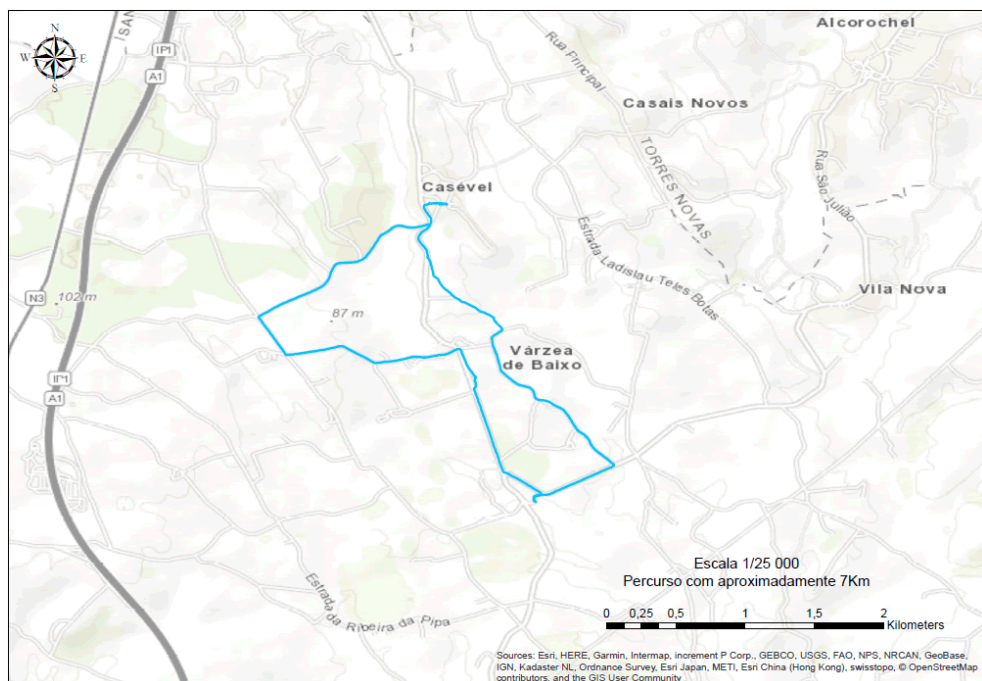 Alcorochel
N
W E
S
ISAN
IP1
A1
Rua Principal
Casais Novos
TORRES NOVAS
Rua São Julião
Casével
Estrada Ladislau Teles Botas
Vila Nova
N3
102 m
87 m
Várzea
de Baixo
IP1
A1
Estrada da Ribeira da Pipa
Escala 1/25 000
Percurso com aproximadamente 7Km
0 0,25 0,5 1 1,5 2
Kilometers
Sources: Esri, HERE, Garmin, Intermap, increment P Corp., GEBCO, USGS, FAO, NPS, NRCAN, GeoBase,
IGN, Kadaster NL, Ordnance Survey, Esri Japan, METI, Esri China (Hong Kong), swisstopo, © OpenStreetMap
contributors, and the GIS User Community